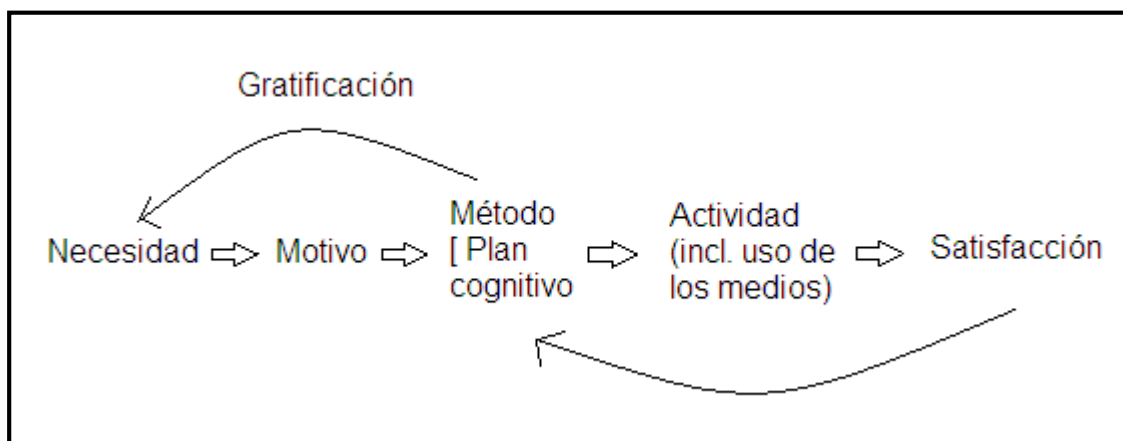 Gratificación
Necesidad
Motivo
Método
[ Plan
cognitivo
Actividad
(incl. uso de
los medios)
Satisfacción